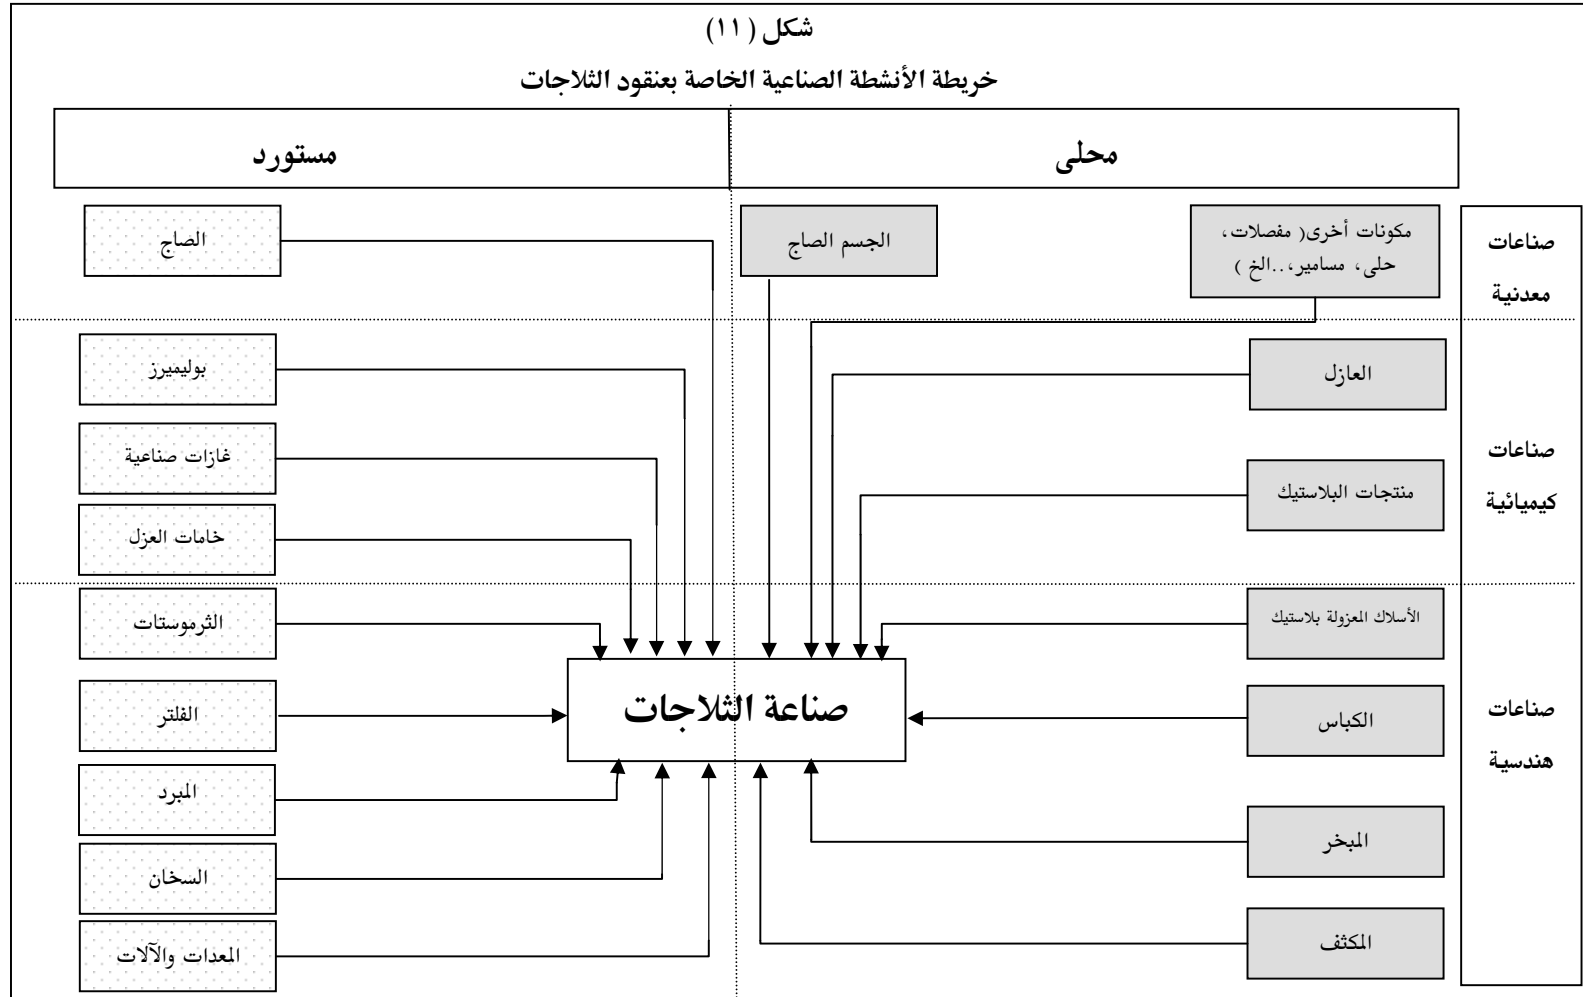 شكل (١١)
خريطة الأنشطة الصناعية الخاصة بعنقود الثلاجات
محلى
مستورد
صناعات
معدنية
مكونات أخرى( مفصلات،
حلى، مسامير،..الخ )
الجسم الصاج
الصاج
صناعات
كيميائية
العازل
منتجات البلاستيك
بوليميرز
غازات صناعية
خامات العزل
صناعات
هندسية
الأسلاك المعزولة بلاستيك
الكباس
المبخر
المكثف
صناعة الثلاجات
الثرموستات
الفلتر
المبرد
السخان
المعدات والآلات